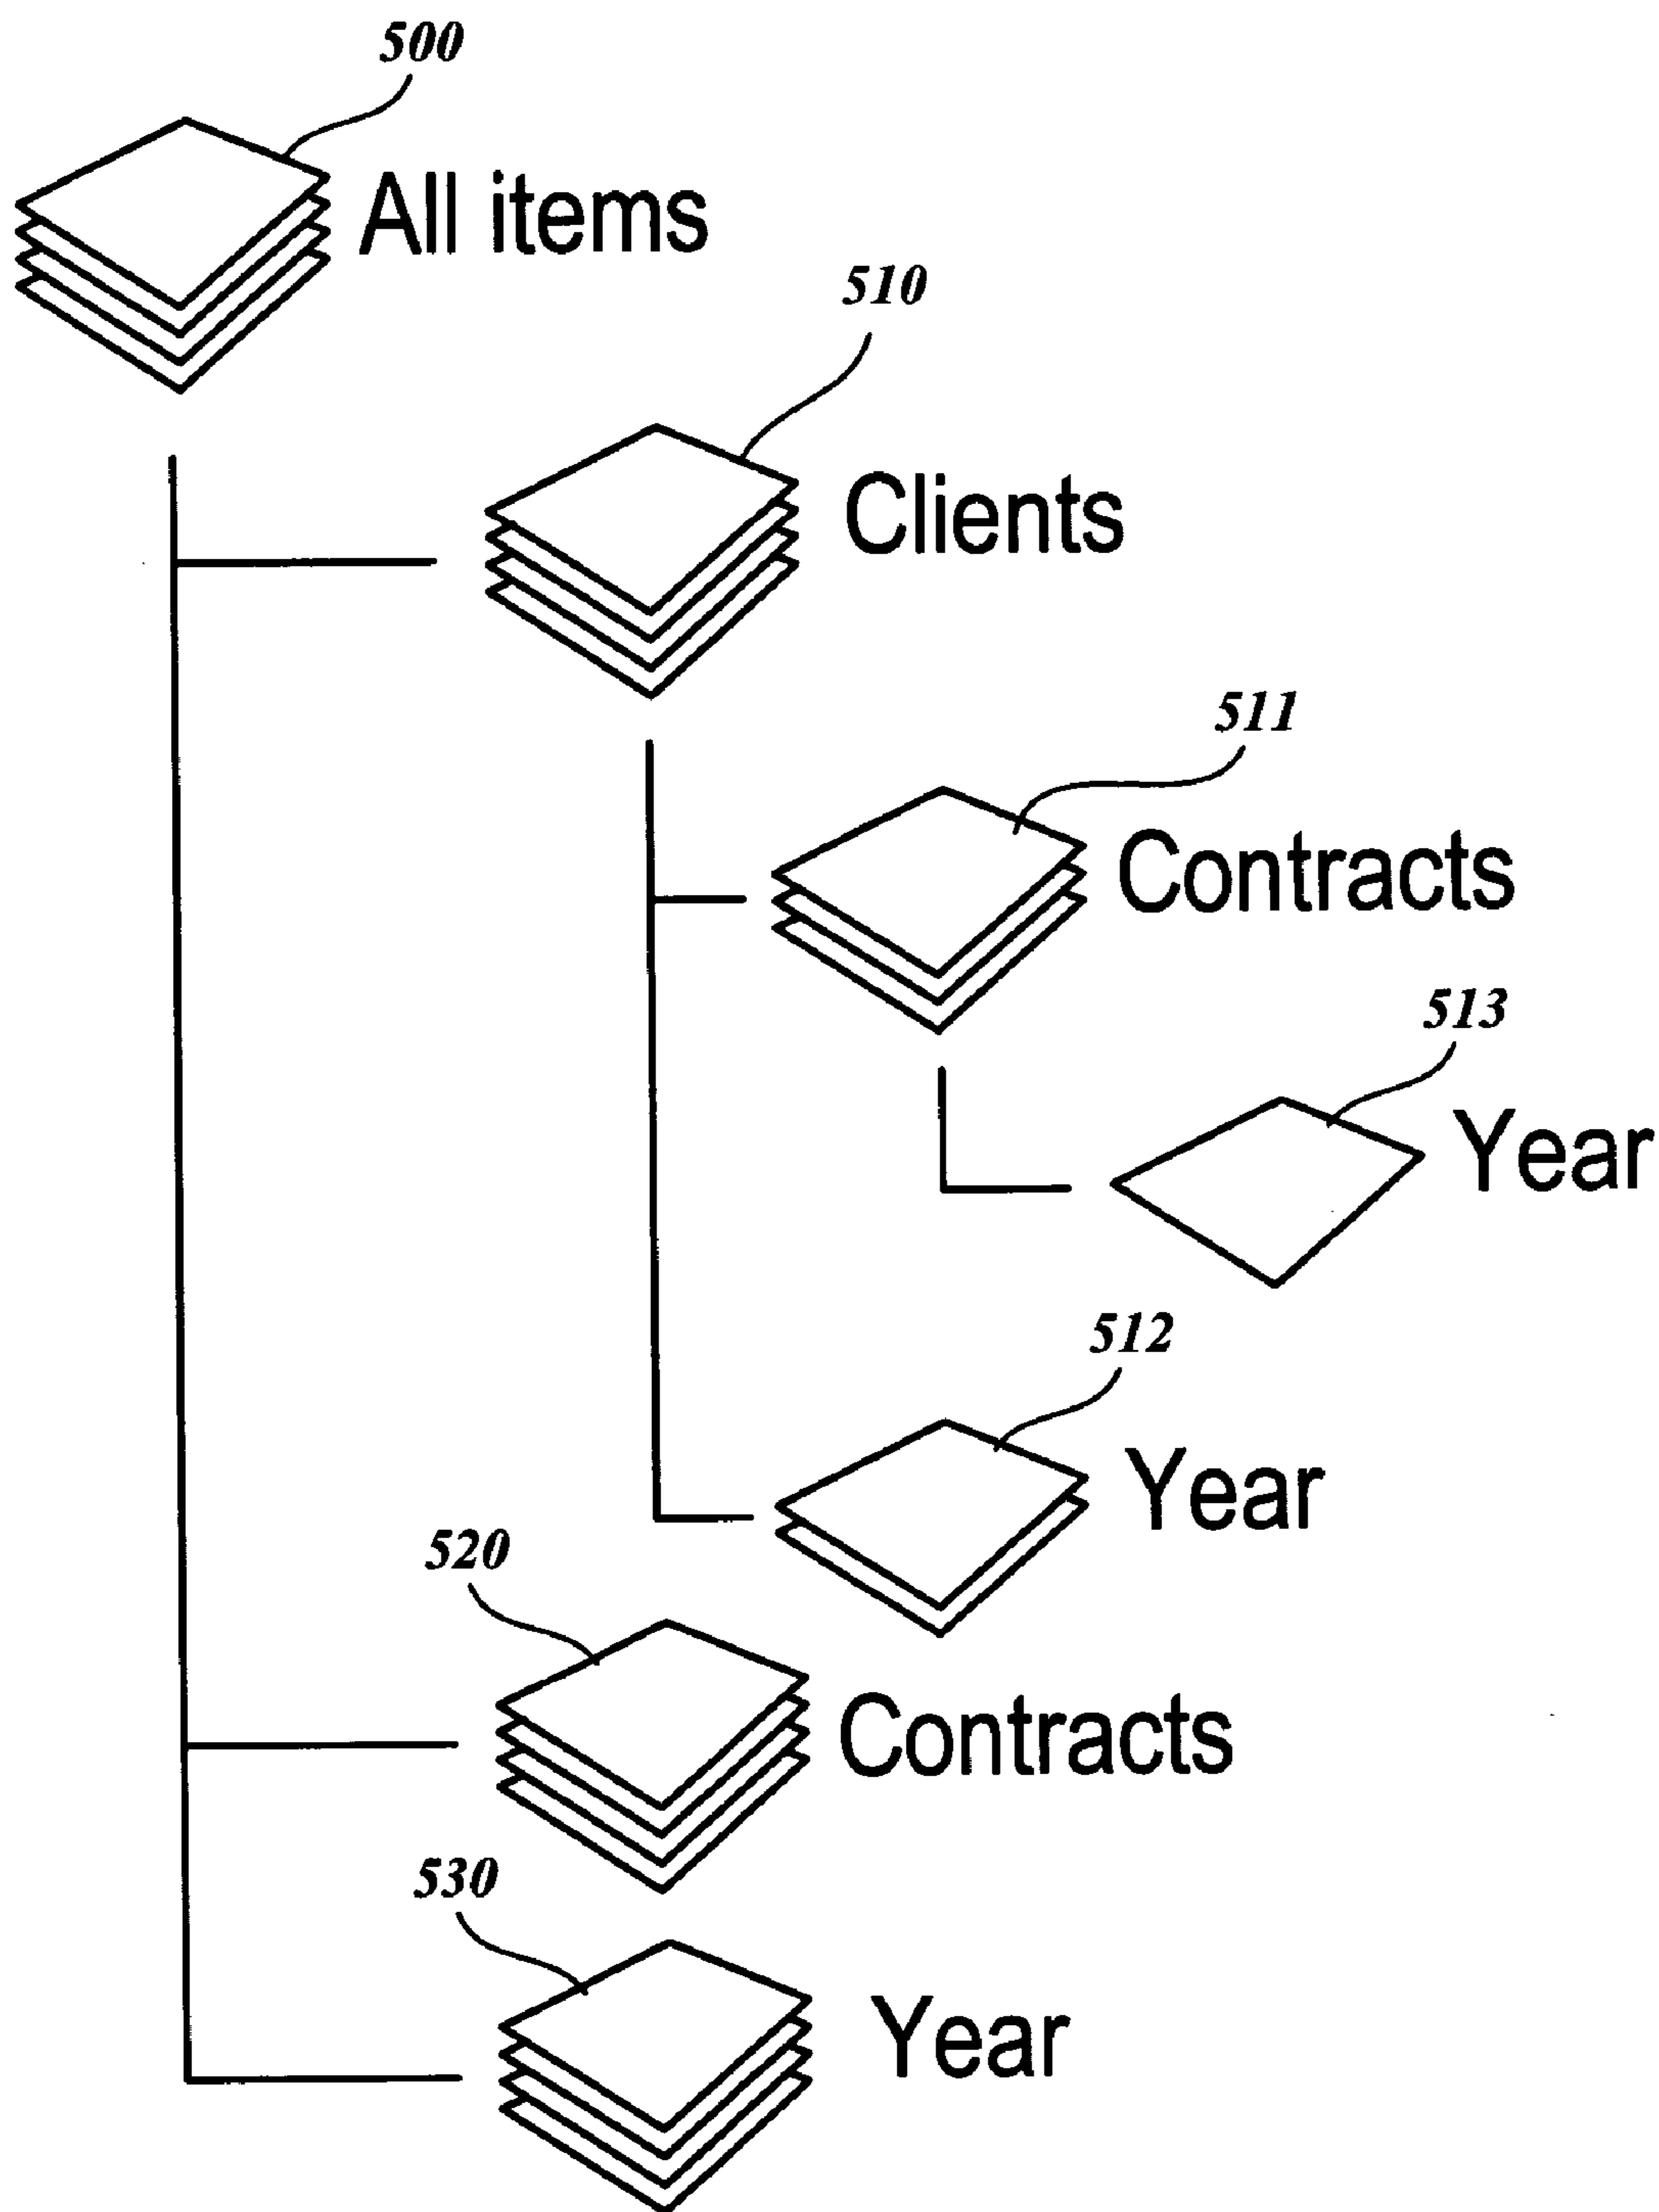 500
All items
510
Clients
511
Contracts
513
Year
512
Year
520
Contracts
530
Year